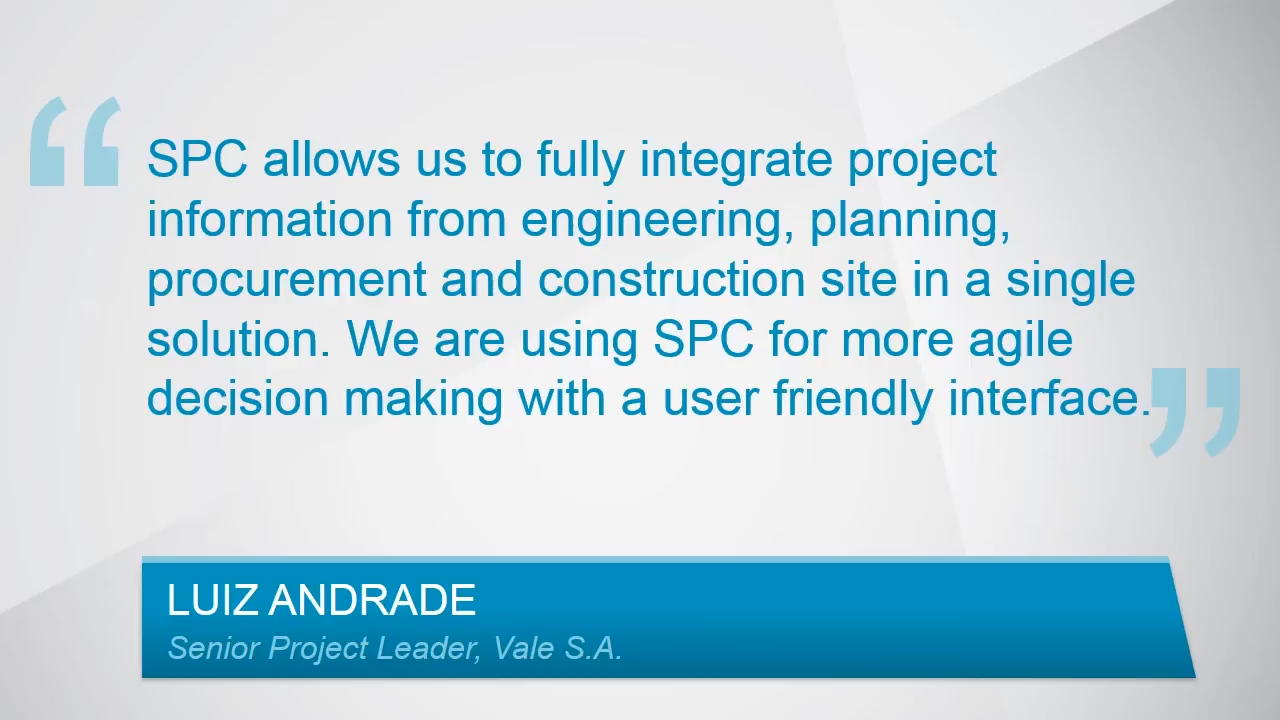 SPC allows us to fully integrate project
information from engineering, planning,
procurement and construction site in a single
solution. We are using SPC for more agile
decision making with a user friendly interface.
LUIZ ANDRADE
Senior Project Leader, Vale S.A.